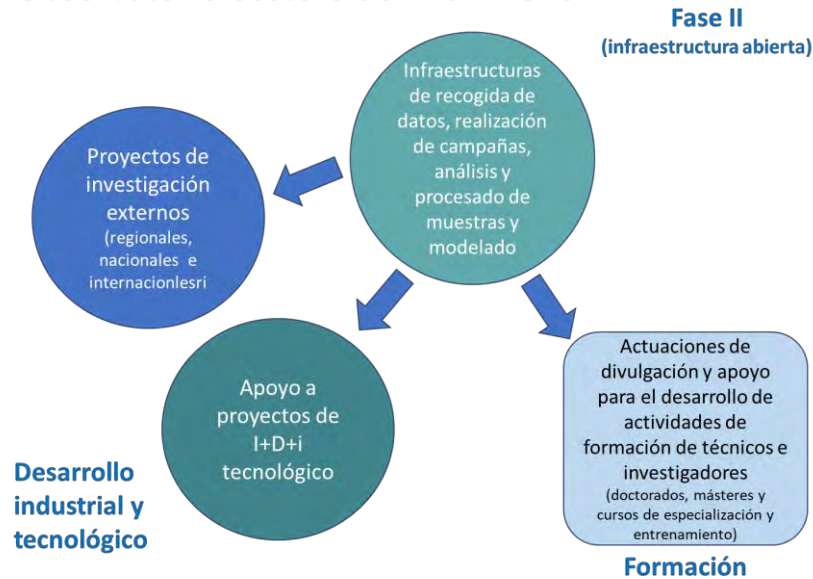 Fase II
(infraestructura abierta)
Infraestructuras
de recogida de
datos, realización
de campañas,
análisis y
procesado de
muestras y
modelado
Proyectos de
investigación
externos
(regionales,
nacionales e
internacionlesri
Apoyo a
proyectos de
I+D+i
tecnológico
Actuaciones de
divulgación y apoyo
para el desarrollo de
actividades de
formación de técnicos e
investigadores
(doctorados, másteres y
cursos de especialización y
entrenamiento)
Desarrollo
industrial y
tecnológico
Formación